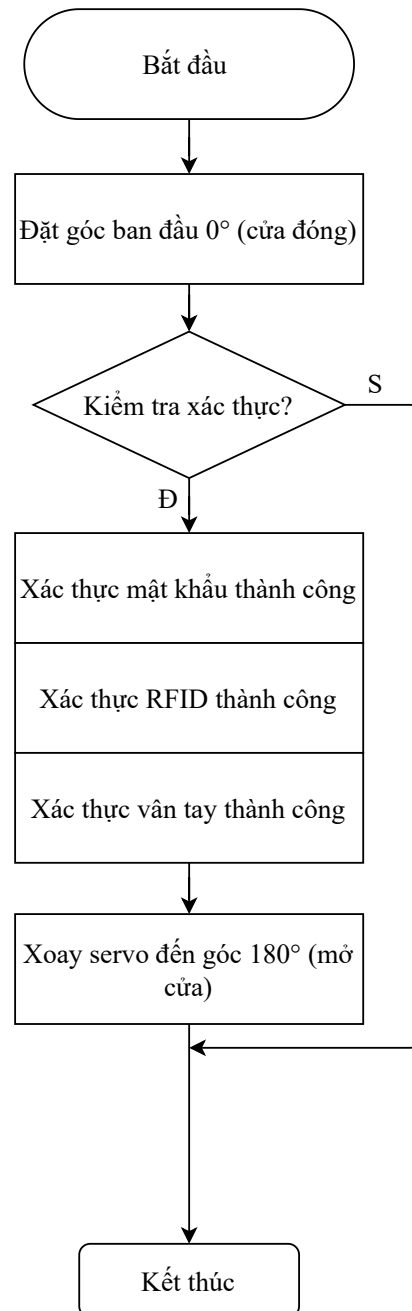 Bắt đầu
Đặt góc ban đầu 0° (cửa đóng)
Kiểm tra xác thực?
S
Đ
Xác thực mật khẩu thành công
Xác thực RFID thành công
Xác thực vân tay thành công
Xoay servo đến góc 180° (mở
cửa)
Kết thúc